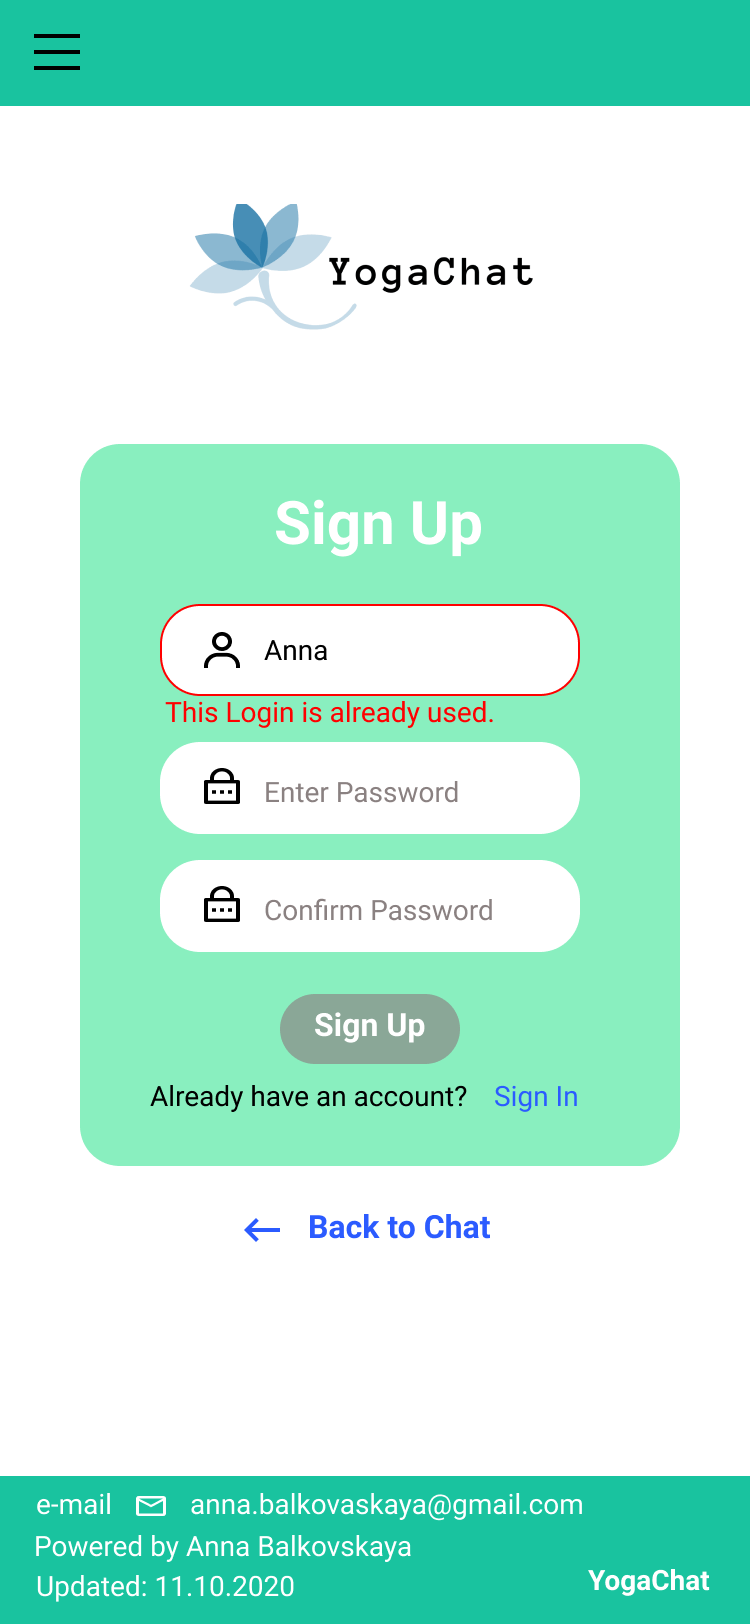 YogaChat
Sign Up
Anna
This Login is already used.
Enter Password
Confirm Password
Sign Up
Already have an account? Sign In
Back to Chat
e-mail anna.balkovaskaya@gmail.com
Powered by Anna Balkovskaya
Updated: 11.10.2020
YogaChat